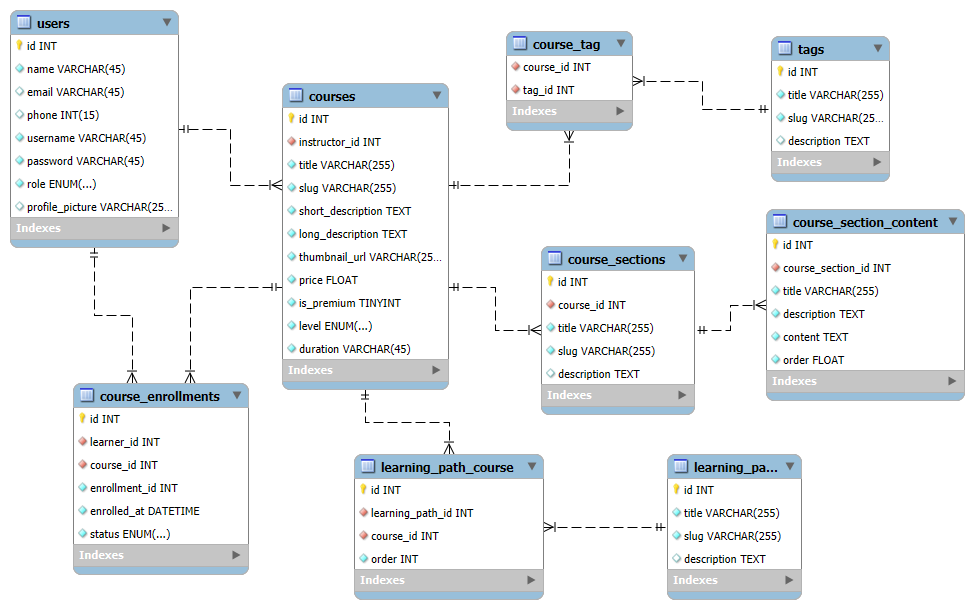 users
id INT
name VARCHAR(45)
email VARCHAR(45)
phone INT(15)
username VARCHAR(45)
password VARCHAR(45)
role ENUM(...)
profile_picture VARCHAR(25...
Indexes
courses
id INT
instructor_id INT
title VARCHAR(255)
slug VARCHAR(255)
short_description TEXT
long_description TEXT
thumbnail_url VARCHAR(25...
price FLOAT
is_premium TINYINT
level ENUM(...)
duration VARCHAR(45)
Indexes
course_tag
course_id INT
tag_id INT
Indexes
tags
id INT
title VARCHAR(255)
slug VARCHAR(25...
description TEXT
Indexes
course_sections
id INT
course_id INT
title VARCHAR(255)
slug VARCHAR(255)
description TEXT
Indexes
course_section_content
id INT
course_section_id INT
title VARCHAR(255)
description TEXT
content TEXT
order FLOAT
Indexes
course_enrollments
id INT
learner_id INT
course_id INT
enrollment_id INT
enrolled_at DATETIME
status ENUM(...)
Indexes
learning_path_course
id INT
learning_path_id INT
course_id INT
order INT
Indexes
learning_pa...
id INT
title VARCHAR(255)
slug VARCHAR(255)
description TEXT
Indexes